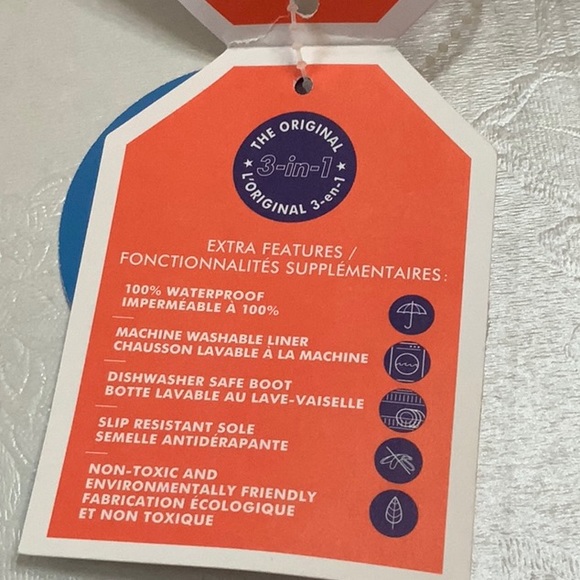 THE ORIGINAL
3-in-1
L'ORIGINAL 3-en-1
EXTRA FEATURES /
FONCTIONNALITÉS SUPPLÉMENTAIRES:
100% WATERPROOF
IMPERMÉABLE À 100%
MACHINE WASHABLE LINER
CHAUSSON LAVABLE À LA MACHINE
DISHWASHER SAFE BOOT
BOTTE LAVABLE AU LAVE-VAISELLE
SLIP RESISTANT SOLE
SEMELLE ANTIDÉRAPANTE
NON-TOXIC AND
ENVIRONMENTALLY FRIENDLY
FABRICATION ÉCOLOGIQUE
ET NON TOXIQUE